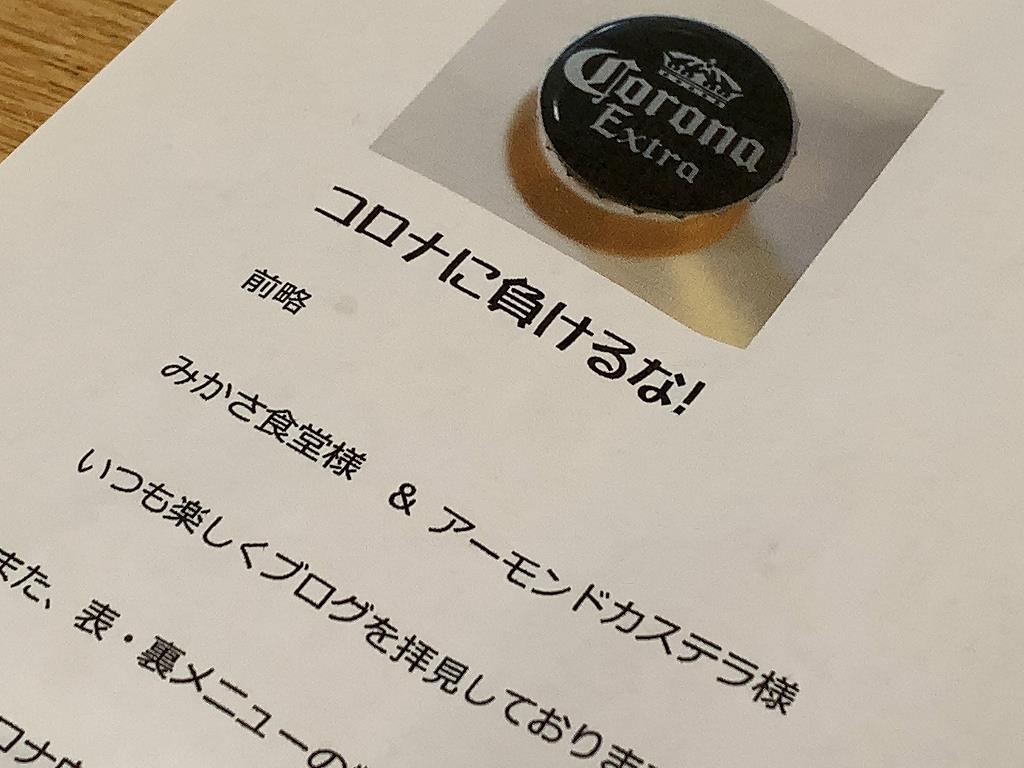 Corona
Extra
コロナに負けるな!
前略
みかさ食堂様 & アーモンドカステラ様
いつも楽しくブログを拝見しており
また、表・裏メニューの
ロナ